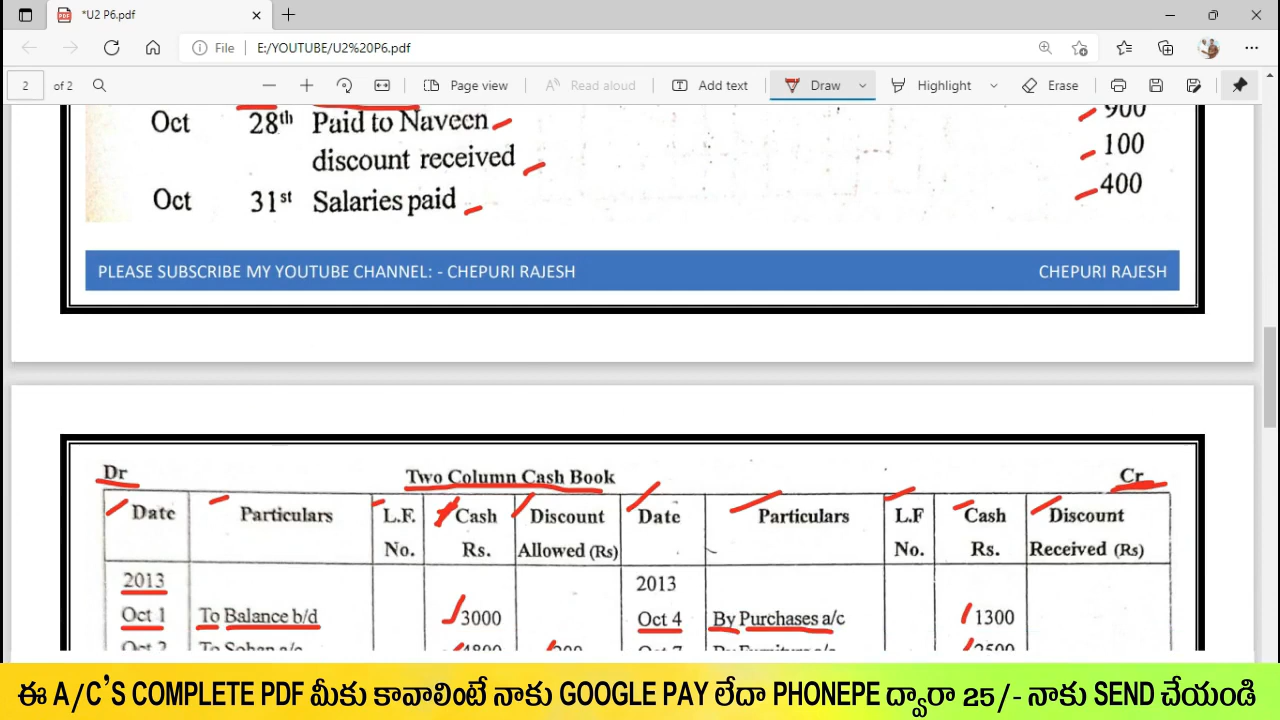 *U2 P6.pdf
File E:/YOUTUBE/U2%20P6.pdf
2 of 2 Page view Read aloud Add text Draw Highlight Erase
900
Oct 28th Paid to Naveen
discount received 100
Oct 31st Salaries paid 400
PLEASE SUBSCRIBE MY YOUTUBE CHANNEL: - CHEPURI RAJESH CHEPURI RAJESH
Dr Two Column Cash Book Cr
Date Particulars L.F. Cash Discount Date Particulars L.F Cash Discount
No. Rs. Allowed (Rs) No. Rs. Received (Rs)
2013 2013
Oct 1 To Balance b/d 3000 Oct 4 By Purchases a/c 1300
ఈ A/C'S COMPLETE PDF మీకు కావాలింటే నాకు GOOGLE PAY లేదా PHONEPE ద్వారా 25/- నాకు SEND చేయండి